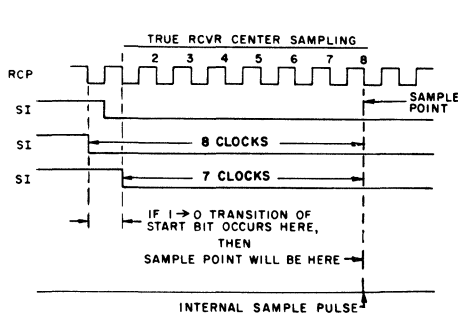 TRUE RCVR CENTER SAMPLING
2 3 4 5 6 7 8
RCP
SI
SAMPLE
POINT
SI
8 CLOCKS
SI
7 CLOCKS
IF 1→0 TRANSITION OF
START BIT OCCURS HERE,
THEN
SAMPLE POINT WILL BE HERE
INTERNAL SAMPLE PULSE